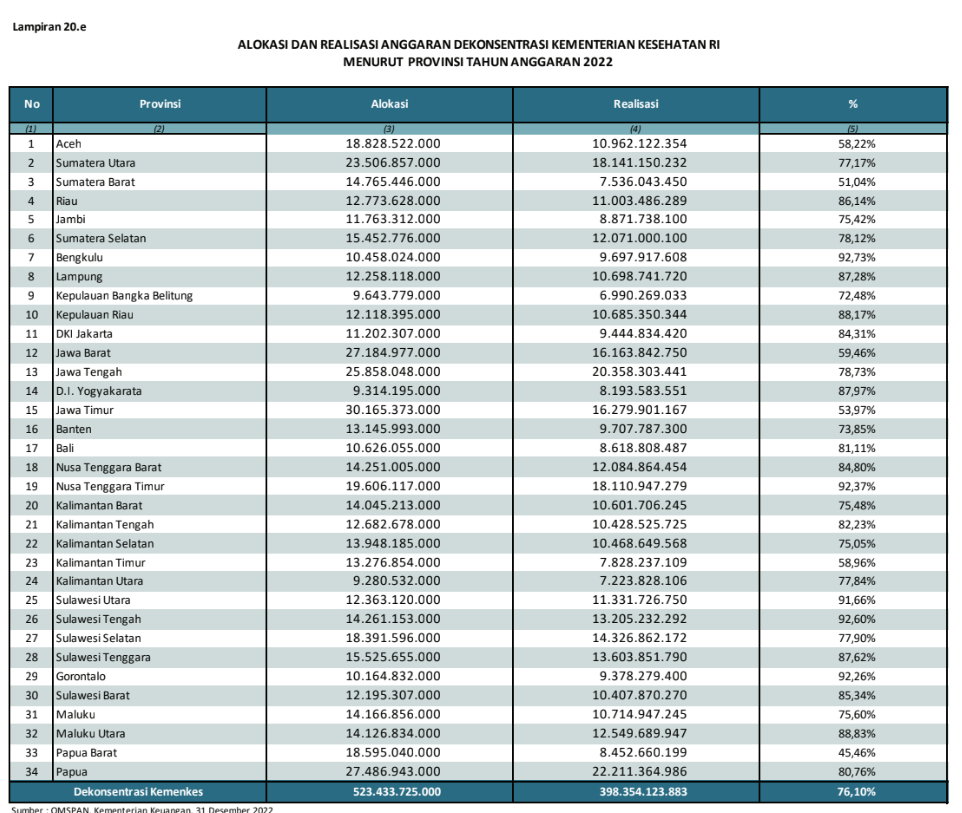 Lampiran 20.e
ALOKASI DAN REALISASI ANGGARAN DEKONSENTRASI KEMENTERIAN KESEHATAN RI
MENURUT PROVINSI TAHUN ANGGARAN 2022
No Provinsi Alokasi Realisasi %
(1) (2) (3) (4) (5)
1 Aceh 18.828.522.000 10.962.122.354 58,22%
2 Sumatera Utara 23.506.857.000 18.141.150.232 77,17%
3 Sumatera Barat 14.765.446.000 7.536.043.450 51,04%
4 Riau 12.773.628.000 11.003.486.289 86,14%
5 Jambi 11.763.312.000 8.871.738.100 75,42%
6 Sumatera Selatan 15.452.776.000 12.071.000.100 78,12%
7 Bengkulu 10.458.024.000 9.697.917.608 92,73%
8 Lampung 12.258.118.000 10.698.741.720 87,28%
9 Kepulauan Bangka Belitung 9.643.779.000 6.990.269.033 72,48%
10 Kepulauan Riau 12.118.395.000 10.685.350.344 88,17%
11 DKI Jakarta 11.202.307.000 9.444.834.420 84,31%
12 Jawa Barat 27.184.977.000 16.163.842.750 59,46%
13 Jawa Tengah 25.858.048.000 20.358.303.441 78,73%
14 D.I. Yogyakarata 9.314.195.000 8.193.583.551 87,97%
15 Jawa Timur 30.165.373.000 16.279.901.167 53,97%
16 Banten 13.145.993.000 9.707.787.300 73,85%
17 Bali 10.626.055.000 8.618.808.487 81,11%
18 Nusa Tenggara Barat 14.251.005.000 12.084.864.454 84,80%
19 Nusa Tenggara Timur 19.606.117.000 18.110.947.279 92,37%
20 Kalimantan Barat 14.045.213.000 10.601.706.245 75,48%
21 Kalimantan Tengah 12.682.678.000 10.428.525.725 82,23%
22 Kalimantan Selatan 13.948.185.000 10.468.649.568 75,05%
23 Kalimantan Timur 13.276.854.000 7.828.237.109 58,96%
24 Kalimantan Utara 9.280.532.000 7.223.828.106 77,84%
25 Sulawesi Utara 12.363.120.000 11.331.726.750 91,66%
26 Sulawesi Tengah 14.261.153.000 13.205.232.292 92,60%
27 Sulawesi Selatan 18.391.596.000 14.326.862.172 77,90%
28 Sulawesi Tenggara 15.525.655.000 13.603.851.790 87,62%
29 Gorontalo 10.164.832.000 9.378.279.400 92,26%
30 Sulawesi Barat 12.195.307.000 10.407.870.270 85,34%
31 Maluku 14.166.856.000 10.714.947.245 75,60%
32 Maluku Utara 14.126.834.000 12.549.689.947 88,83%
33 Papua Barat 18.595.040.000 8.452.660.199 45,46%
34 Papua 27.486.943.000 22.211.364.986 80,76%
Dekonsentrasi Kemenkes 523.433.725.000 398.354.123.883 76,10%
Sumber : OMSPAN, Kementerian Keuangan, 31 Desember 2022